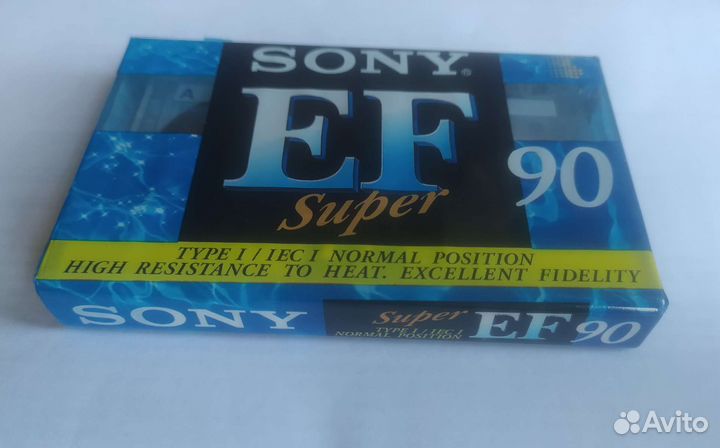 SONY®
A
EF 90
Super
TYPE I / IEC I NORMAL POSITION
HIGH RESISTANCE TO HEAT. EXCELLENT FIDELITY
SONY Super EF 90
TYPE I / IEC I
NORMAL POSITION
Avito